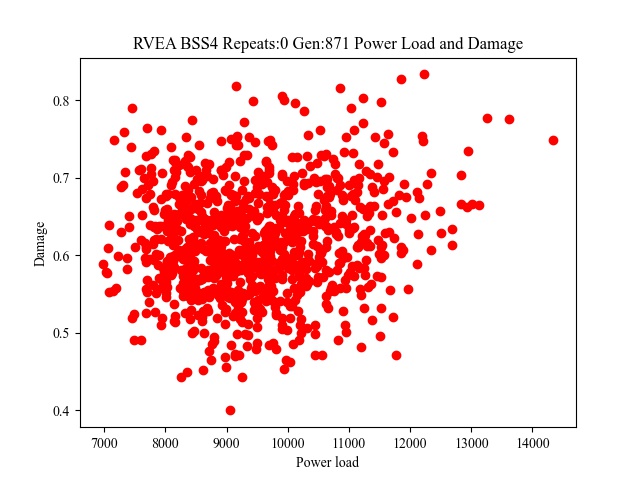 RVEA BSS4 Repeats:0 Gen:871 Power Load and Damage
0.8
0.7
0.6
0.5
0.4
Damage
7000 8000 9000 10000 11000 12000 13000 14000
Power load